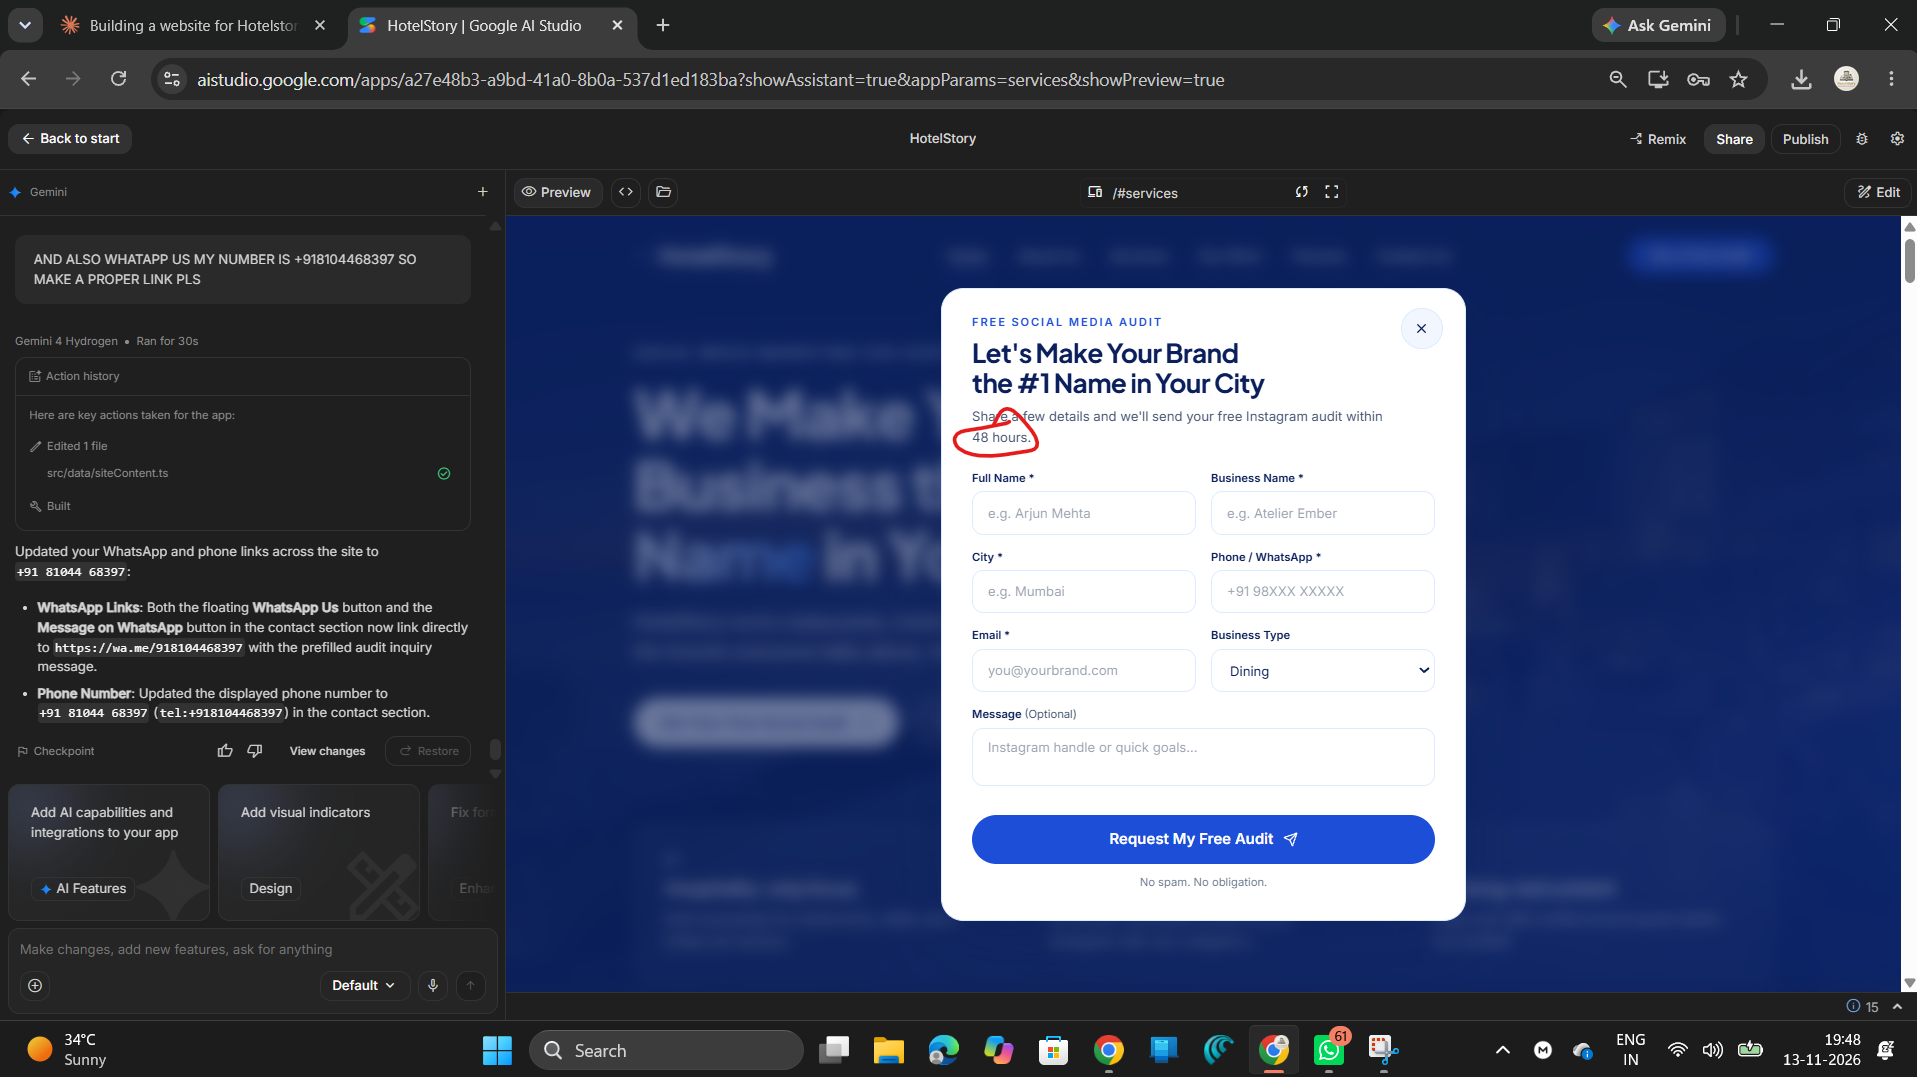 Building a website for Hotelstor
HotelStory | Google AI Studio
Ask Gemini
aistudio.google.com/apps/a27e48b3-a9bd-41a0-8b0a-537d1ed183ba?showAssistant=true&appParams=services&showPreview=true
Back to start
HotelStory
Remix
Share
Publish
Gemini
Preview
/#services
Edit
AND ALSO WHATAPP US MY NUMBER IS +918104468397 SO
MAKE A PROPER LINK PLS
Gemini 4 Hydrogen • Ran for 30s
Action history
Here are key actions taken for the app:
Edited 1 file
src/data/siteContent.ts
Built
Updated your WhatsApp and phone links across the site to
+91 81044 68397:
• WhatsApp Links: Both the floating WhatsApp Us button and the
Message on WhatsApp button in the contact section now link directly
to https://wa.me/918104468397 with the prefilled audit inquiry
message.
• Phone Number: Updated the displayed phone number to
+91 81044 68397 (tel:+918104468397) in the contact section.
Checkpoint
View changes
Restore
Add AI capabilities and
integrations to your app
AI Features
Add visual indicators
Design
Fix for
Enha
Make changes, add new features, ask for anything
Default
HotelStory
We Make Y
Business t
Name in Yo
FREE SOCIAL MEDIA AUDIT
Let's Make Your Brand
the #1 Name in Your City
Share a few details and we'll send your free Instagram audit within
48 hours.
Full Name *
Business Name *
e.g. Arjun Mehta
e.g. Atelier Ember
City *
Phone / WhatsApp *
e.g. Mumbai
+91 98XXX XXXXX
Email *
Business Type
you@yourbrand.com
Dining
Message (Optional)
Instagram handle or quick goals...
Request My Free Audit
No spam. No obligation.
15
34°C
Sunny
Search
61
M
ENG
IN
19:48
13-11-2026